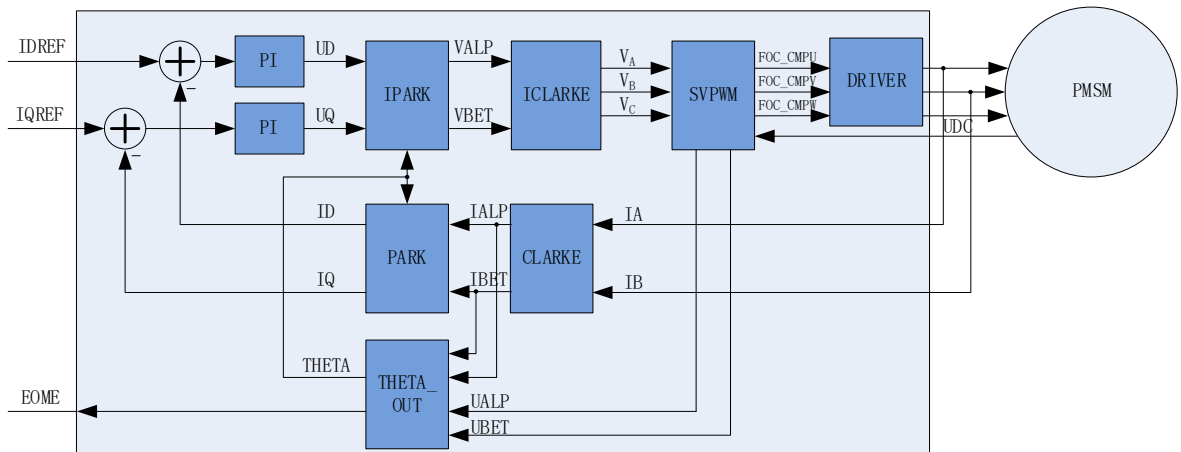 IDREF
PI
UD
IPARK
VALP
ICLARKE
VA
VB
VC
SVPWM
FOC_CMPU
FOC_CMPV
FOC_CMPW
DRIVER
PMSM
IQREF
PI
UQ
VBET
UDC
-
-
ID
PARK
IALP
CLARKE
IA
IQ
IBET
IB
THETA
THETA_
OUT
UALP
UBET
EOME